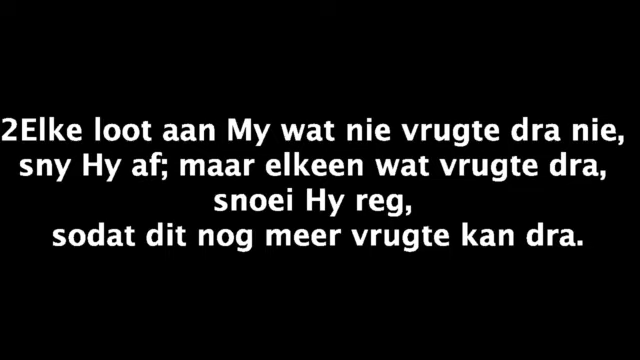 2Elke loot aan My wat nie vrugte dra nie,
sny Hy af; maar elkeen wat vrugte dra,
snoei Hy reg,
sodat dit nog meer vrugte kan dra.